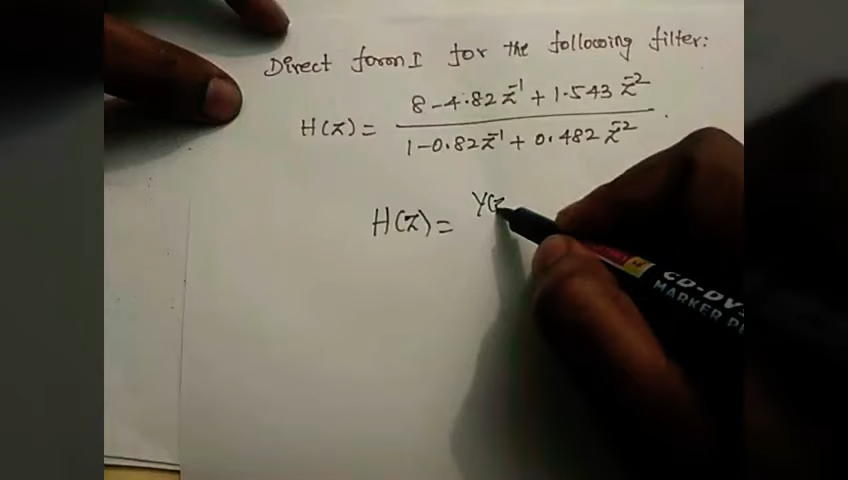 Direct form I for the following filter:
8-4.82z̄¹ + 1.543 z̄²
H(z) =
1-0.82z̄¹ + 0.482 z̄²
Y(z
H(z) =
CD-DV
MARKER P